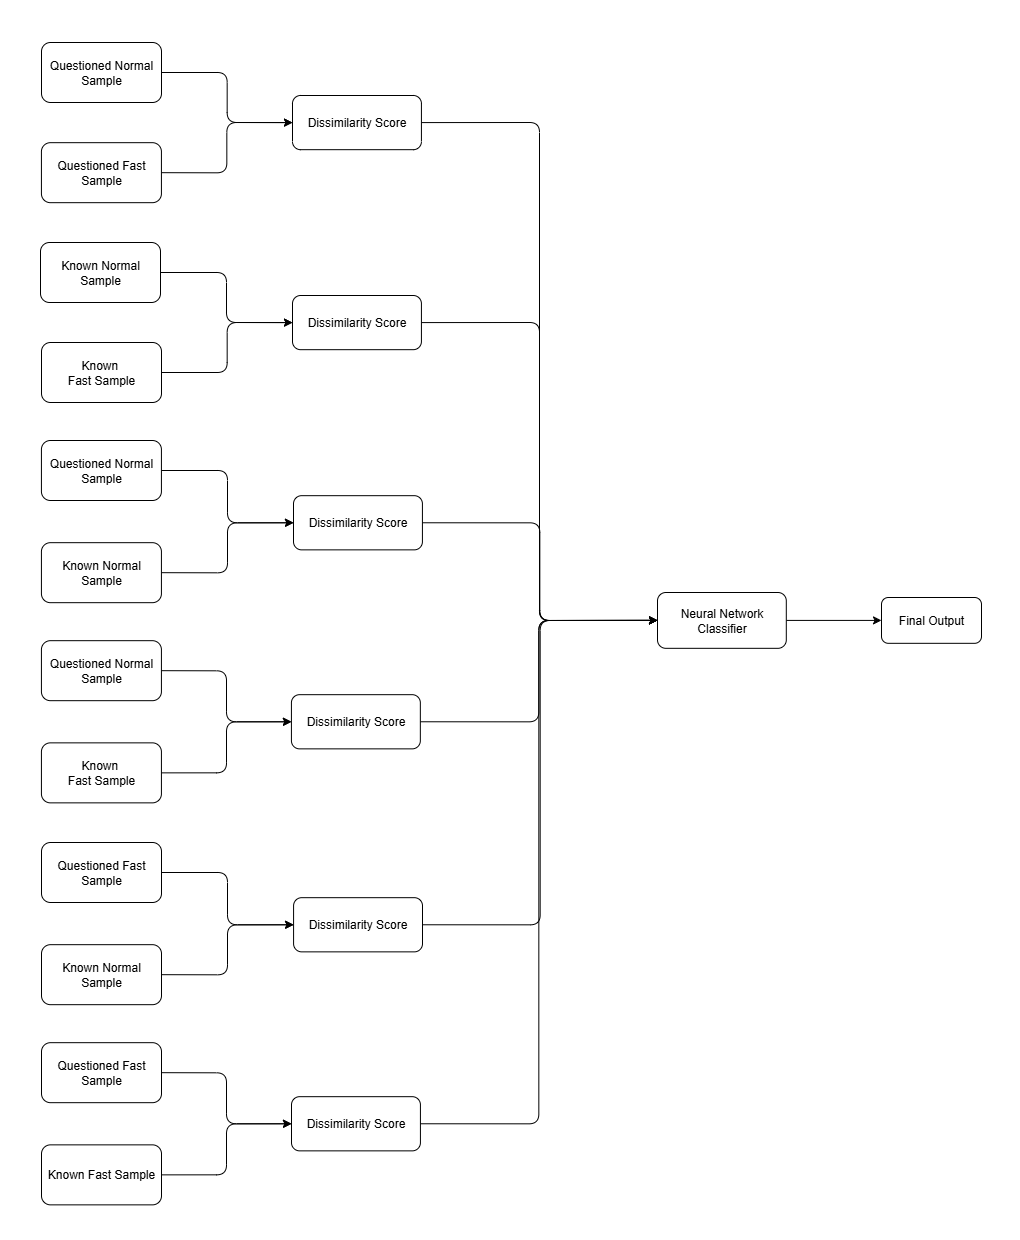 Questioned Normal
Sample
Questioned Fast
Sample
Dissimilarity Score
Known Normal
Sample
Known
Fast Sample
Dissimilarity Score
Questioned Normal
Sample
Known Normal
Sample
Dissimilarity Score
Questioned Normal
Sample
Known
Fast Sample
Dissimilarity Score
Questioned Fast
Sample
Known Normal
Sample
Dissimilarity Score
Questioned Fast
Sample
Known Fast Sample
Dissimilarity Score
Neural Network
Classifier
Final Output